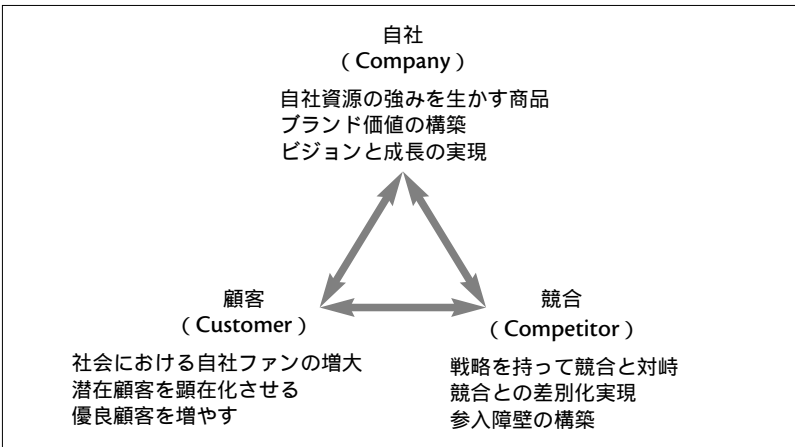 自社
（Company）
自社資源の強みを生かす商品
ブランド価値の構築
ビジョンと成長の実現
顧客
（Customer）
社会における自社ファンの増大
潜在顧客を顕在化させる
優良顧客を増やす
競合
（Competitor）
戦略を持って競合と対峙
競合との差別化実現
参入障壁の構築